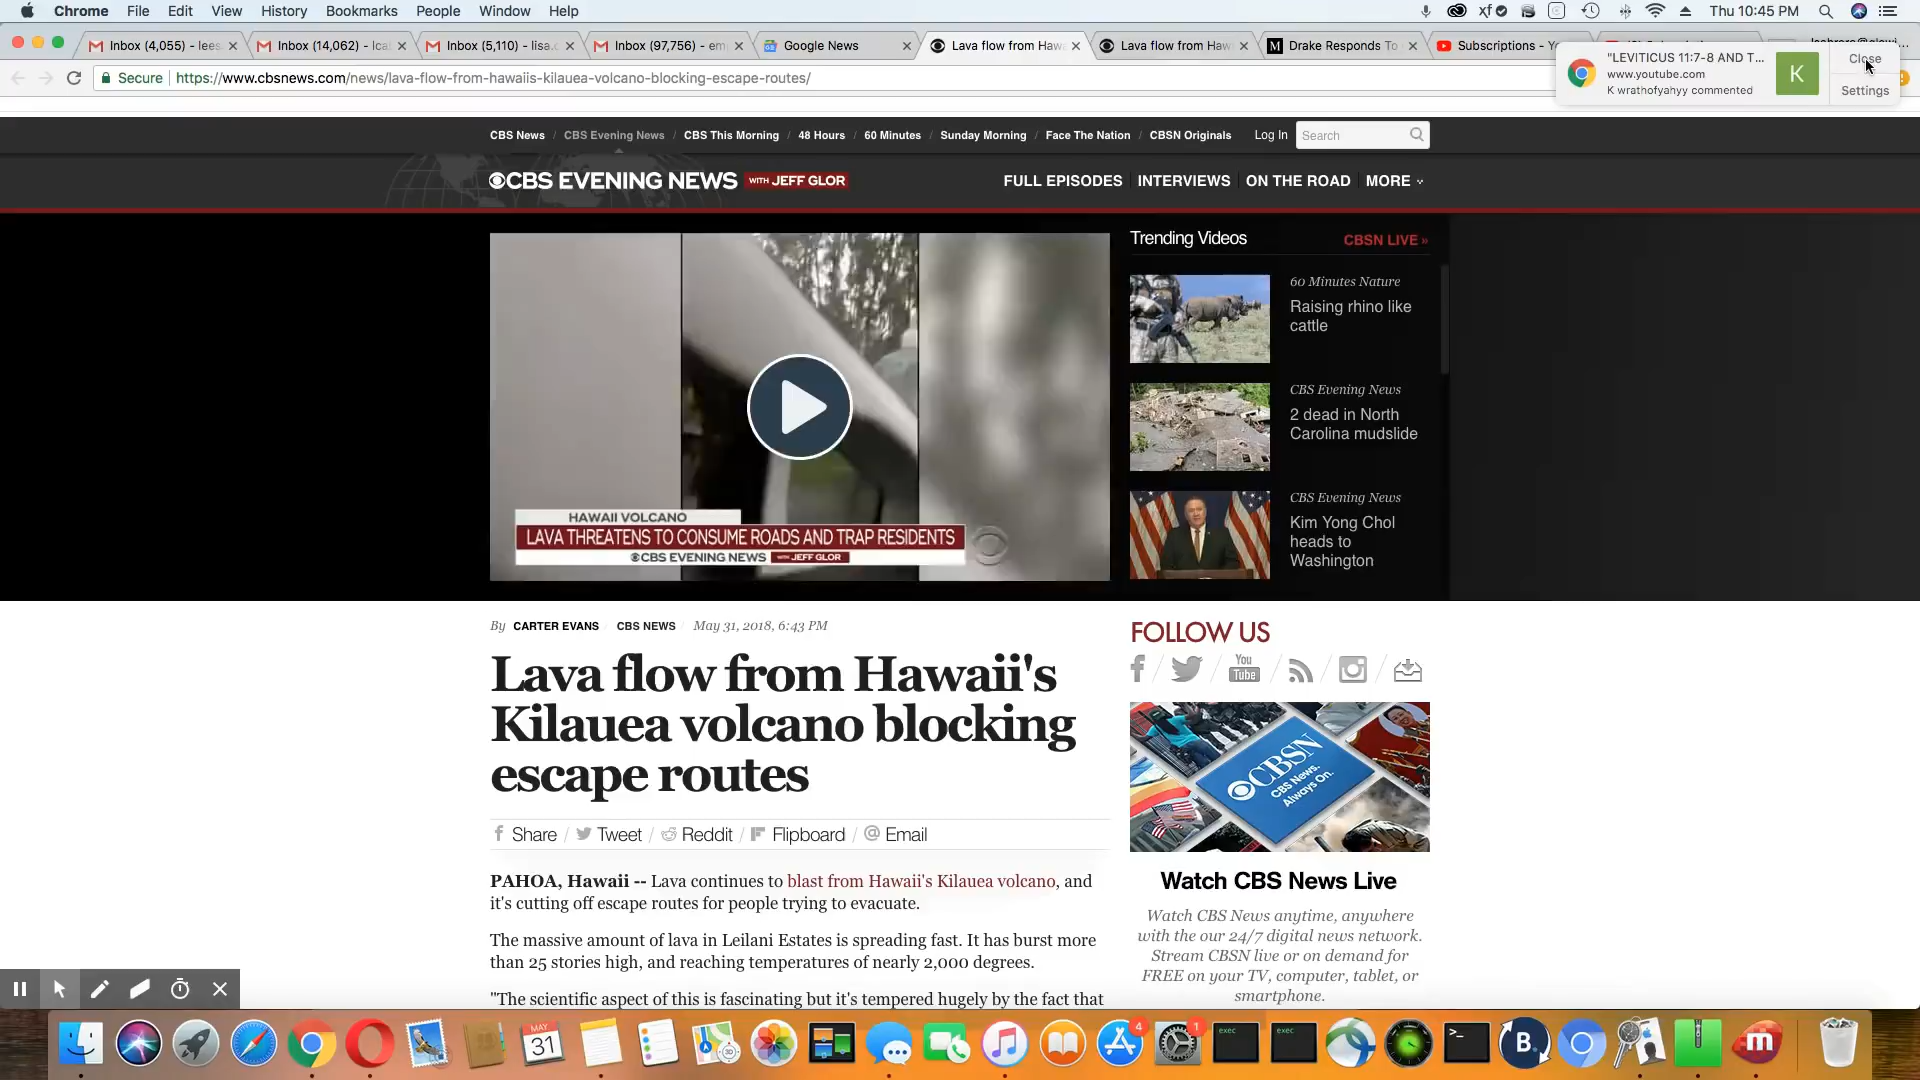 Chrome File Edit View History Bookmarks People Window Help
Thu 10:45 PM
Inbox (4,055) - lees
Inbox (14,062) - lca
Inbox (5,110) - lisa.c
Inbox (97,756) - em
Google News
Lava flow from Haw
Lava flow from Haw
Drake Responds To
Subscriptions - Y
Secure https://www.cbsnews.com/news/lava-flow-from-hawaiis-kilauea-volcano-blocking-escape-routes/
"LEVITICUS 11:7-8 AND T...
www.youtube.com
K wrathofyahyy commented
K
Close
Settings
CBS News / CBS Evening News / CBS This Morning / 48 Hours / 60 Minutes / Sunday Morning / Face The Nation / CBSN Originals
Log In
Search
CBS EVENING NEWS WITH JEFF GLOR
FULL EPISODES INTERVIEWS ON THE ROAD MORE
Trending Videos
CBSN LIVE »
60 Minutes Nature
Raising rhino like
cattle
CBS Evening News
2 dead in North
Carolina mudslide
CBS Evening News
Kim Yong Chol
heads to
Washington
HAWAII VOLCANO
LAVA THREATENS TO CONSUME ROADS AND TRAP RESIDENTS
CBS EVENING NEWS WITH JEFF GLOR
By CARTER EVANS CBS NEWS May 31, 2018, 6:43 PM
Lava flow from Hawaii's
Kilauea volcano blocking
escape routes
Share / Tweet / Reddit / Flipboard / Email
PAHOA, Hawaii -- Lava continues to blast from Hawaii's Kilauea volcano, and
it's cutting off escape routes for people trying to evacuate.
The massive amount of lava in Leilani Estates is spreading fast. It has burst more
than 25 stories high, and reaching temperatures of nearly 2,000 degrees.
"The scientific aspect of this is fascinating but it's tempered hugely by the fact that
FOLLOW US
You
Tube
CBSN
CBS News.
Always On.
Watch CBS News Live
Watch CBS News anytime, anywhere
with the our 24/7 digital news network.
Stream CBSN live or on demand for
FREE on your TV, computer, tablet, or
smartphone.
MAY
31
3D
4
1
exec
exec
B
m